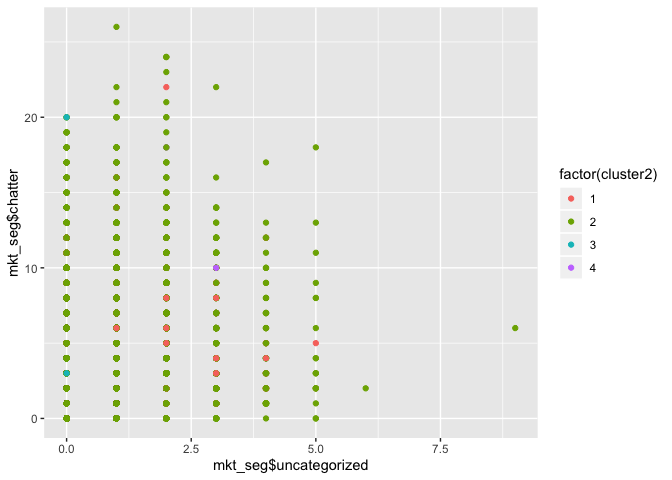 20
10
0
0.0 2.5 5.0 7.5
mkt_seg$uncategorized
mkt_seg$chatter
factor(cluster2)
1
2
3
4